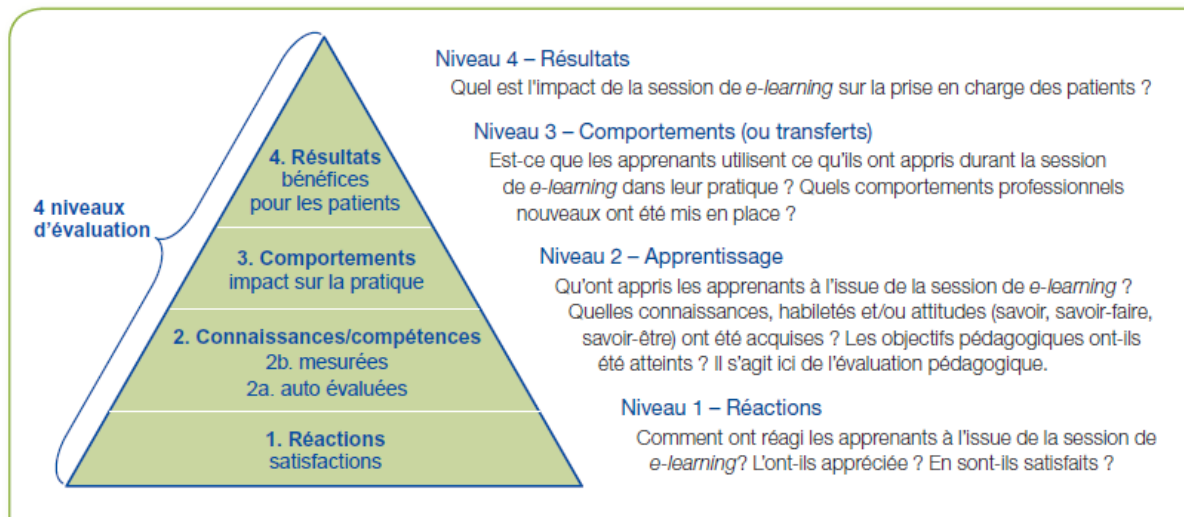 4 niveaux
d'évaluation
4. Résultats
bénéfices
pour les patients
3. Comportements
impact sur la pratique
2. Connaissances/compétences
2b. mesurées
2a. auto évaluées
1. Réactions
satisfactions
Niveau 4 – Résultats
Quel est l'impact de la session de e-learning sur la prise en charge des patients ?
Niveau 3 – Comportements (ou transferts)
Est-ce que les apprenants utilisent ce qu'ils ont appris durant la session
de e-learning dans leur pratique ? Quels comportements professionnels
nouveaux ont été mis en place ?
Niveau 2 – Apprentissage
Qu'ont appris les apprenants à l'issue de la session de e-learning ?
Quelles connaissances, habiletés et/ou attitudes (savoir, savoir-faire,
savoir-être) ont été acquises ? Les objectifs pédagogiques ont-ils
été atteints ? Il s'agit ici de l'évaluation pédagogique.
Niveau 1 – Réactions
Comment ont réagi les apprenants à l'issue de la session de
e-learning? L'ont-ils appréciée ? En sont-ils satisfaits ?